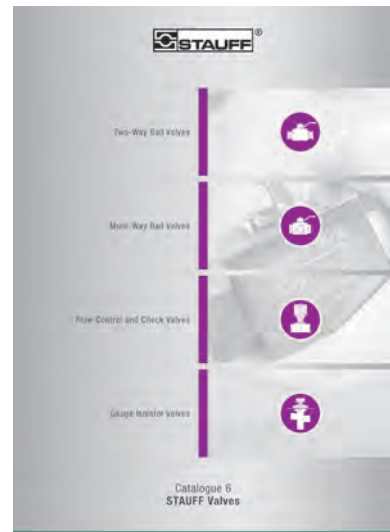 STAUFF®
Two-Way Ball Valves
Multi-Way Ball Valves
Flow Control and Check Valves
Gauge Isolator Valves
Catalogue 6
STAUFF Valves